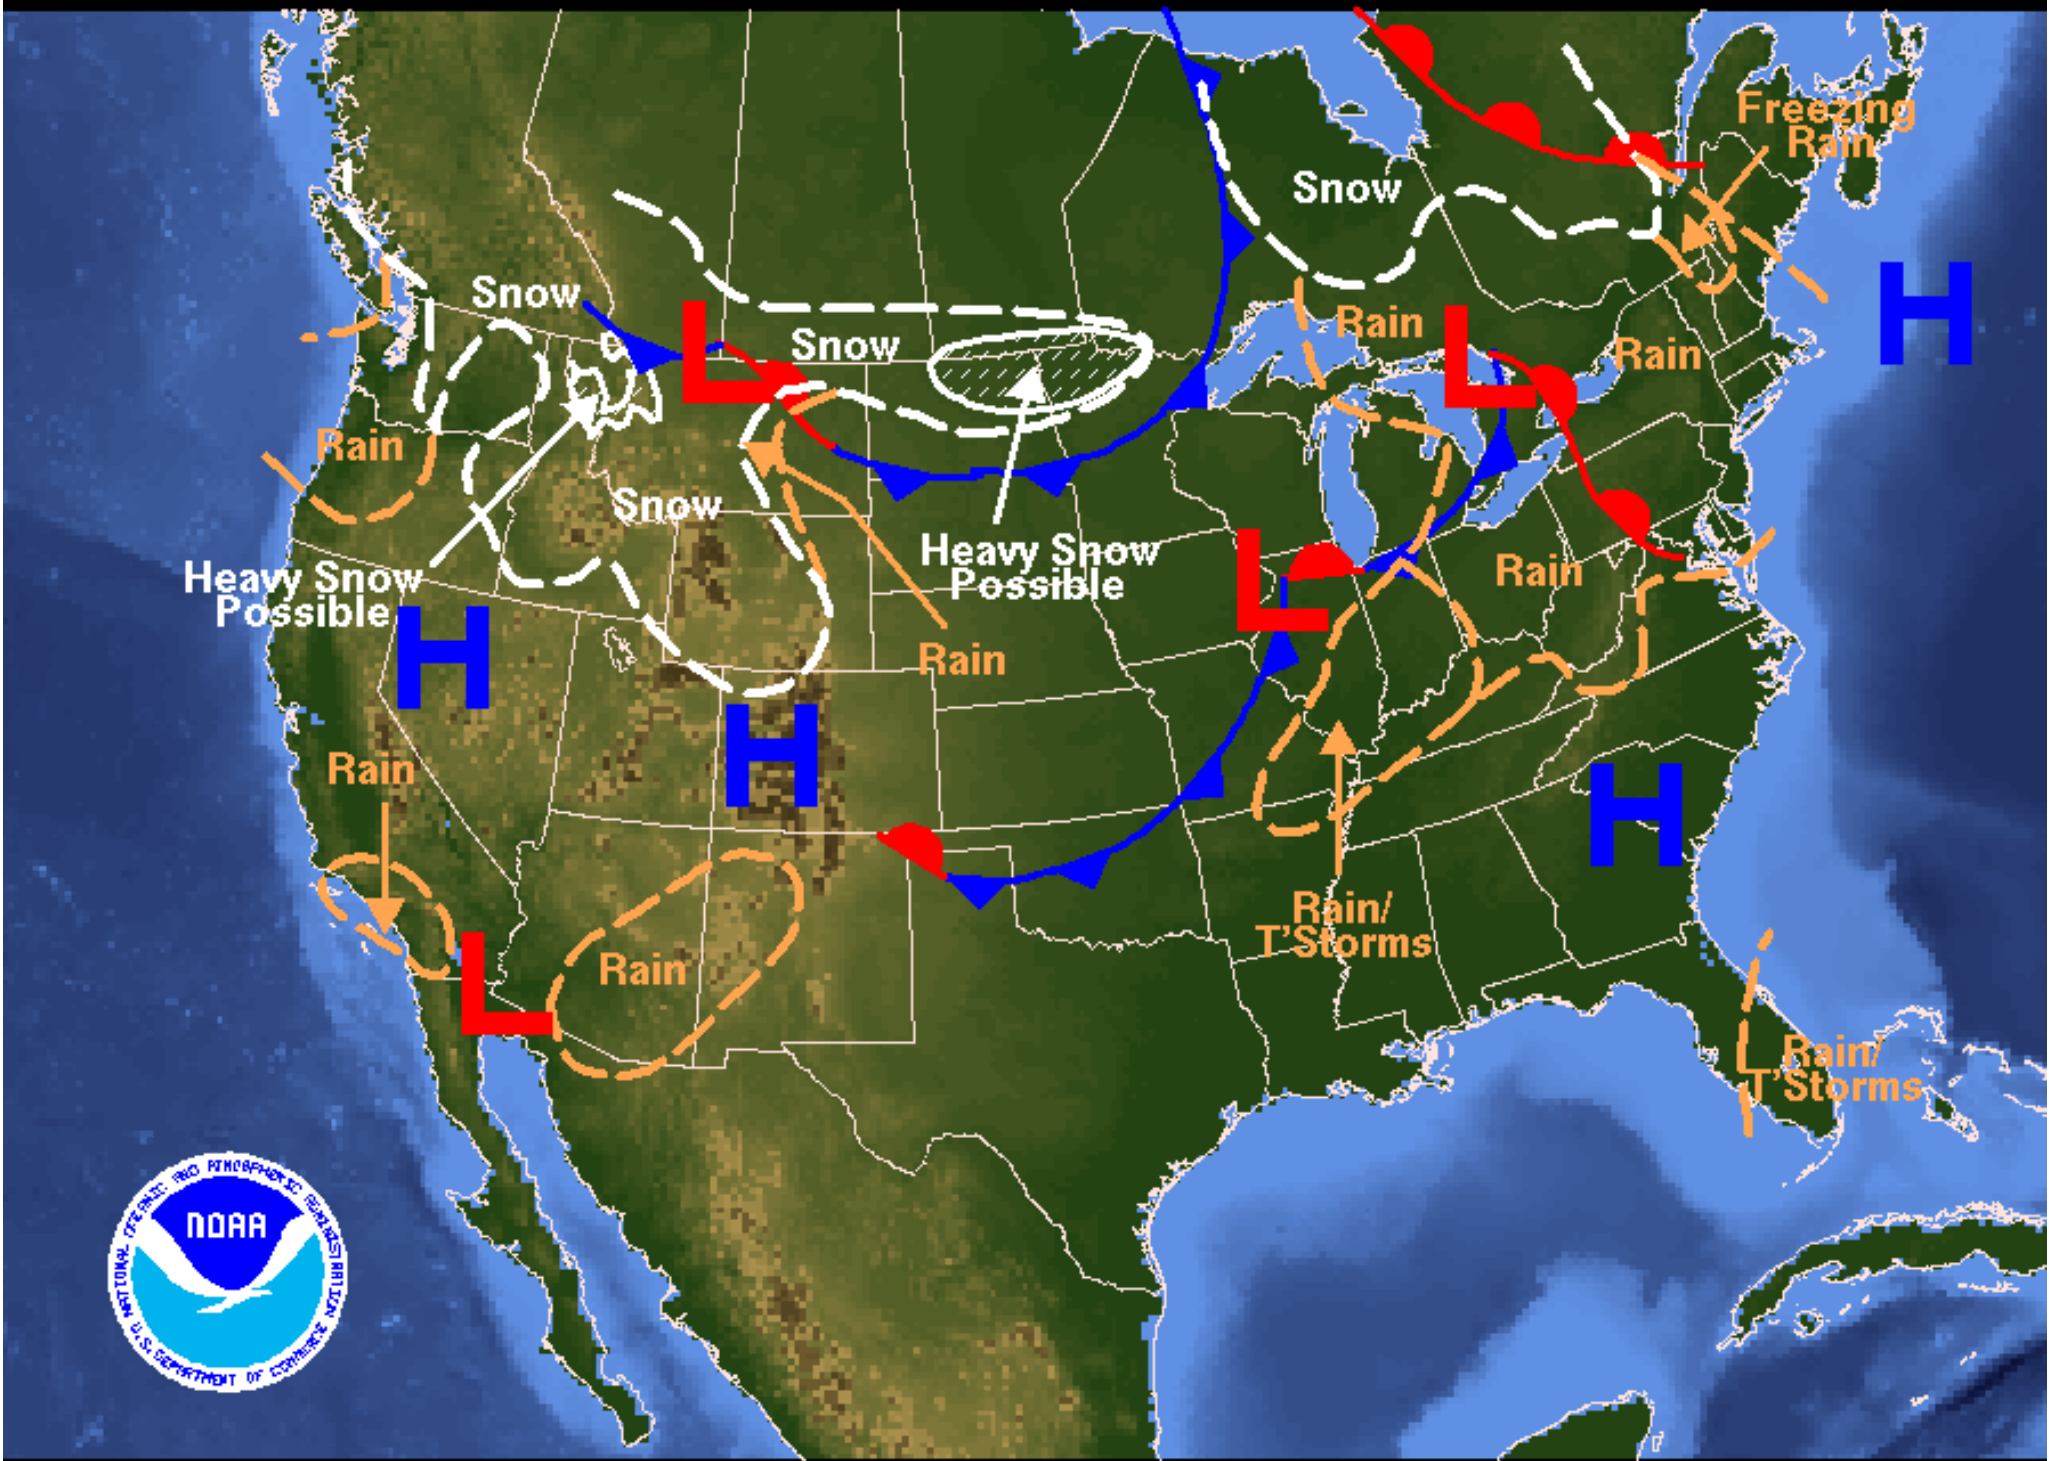 Freezing
Rain
Snow
H
Snow
Rain
L
L
Snow
Rain
Rain
Snow
Heavy Snow
Possible
Heavy Snow
Possible
L
Rain
H
Rain
H
Rain
H
Rain/
T'Storms
L
Rain
Rain/
T'Storms
NATIONAL OCEANIC AND ATMOSPHERIC ADMINISTRATION
NOAA
U.S. DEPARTMENT OF COMMERCE